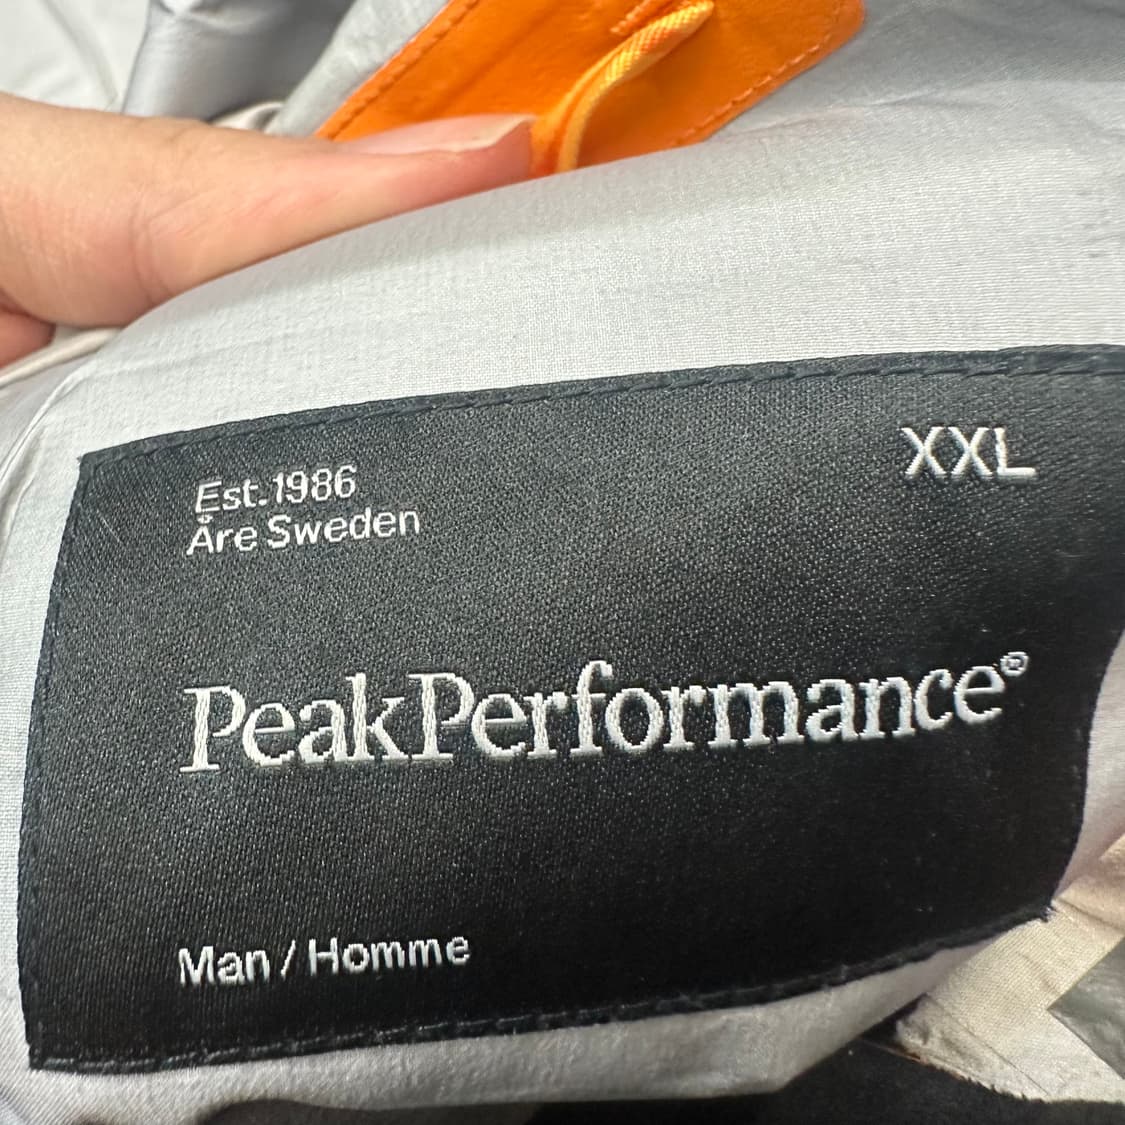 XXL
Est.1986
Åre Sweden
PeakPerformance®
Man / Homme